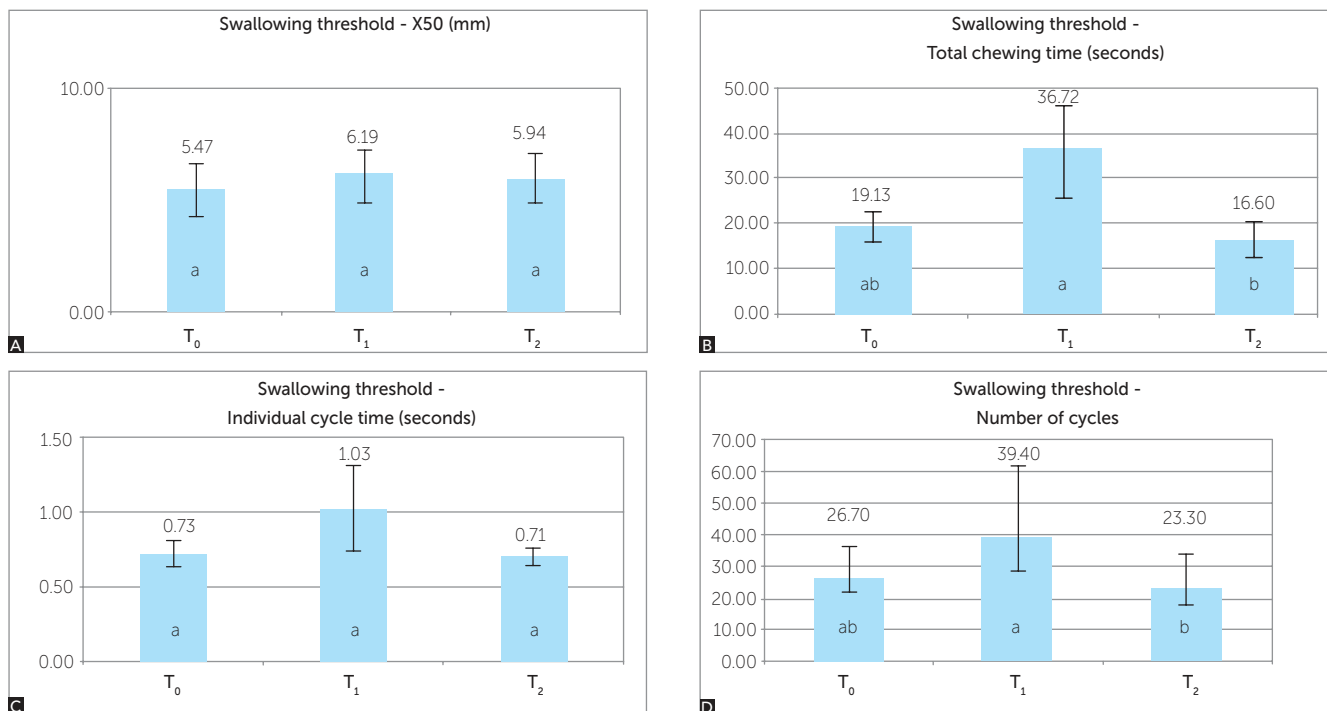 Swallowing threshold - X50 (mm)
10.00
5.47
6.19
5.94
a
a
a
0.00
T₀
T₁
T₂
A
Swallowing threshold -
Total chewing time (seconds)
50.00
36.72
40.00
30.00
19.13
16.60
20.00
10.00
ab
a
b
0.00
T₀
T₁
T₂
B
Swallowing threshold -
Individual cycle time (seconds)
1.50
1.03
1.00
0.73
0.71
0.50
a
a
a
0.00
T₀
T₁
T₂
C
Swallowing threshold -
Number of cycles
70.00
39.40
60.00
50.00
26.70
23.30
40.00
30.00
20.00
10.00
ab
a
b
0.00
T₀
T₁
T₂
D